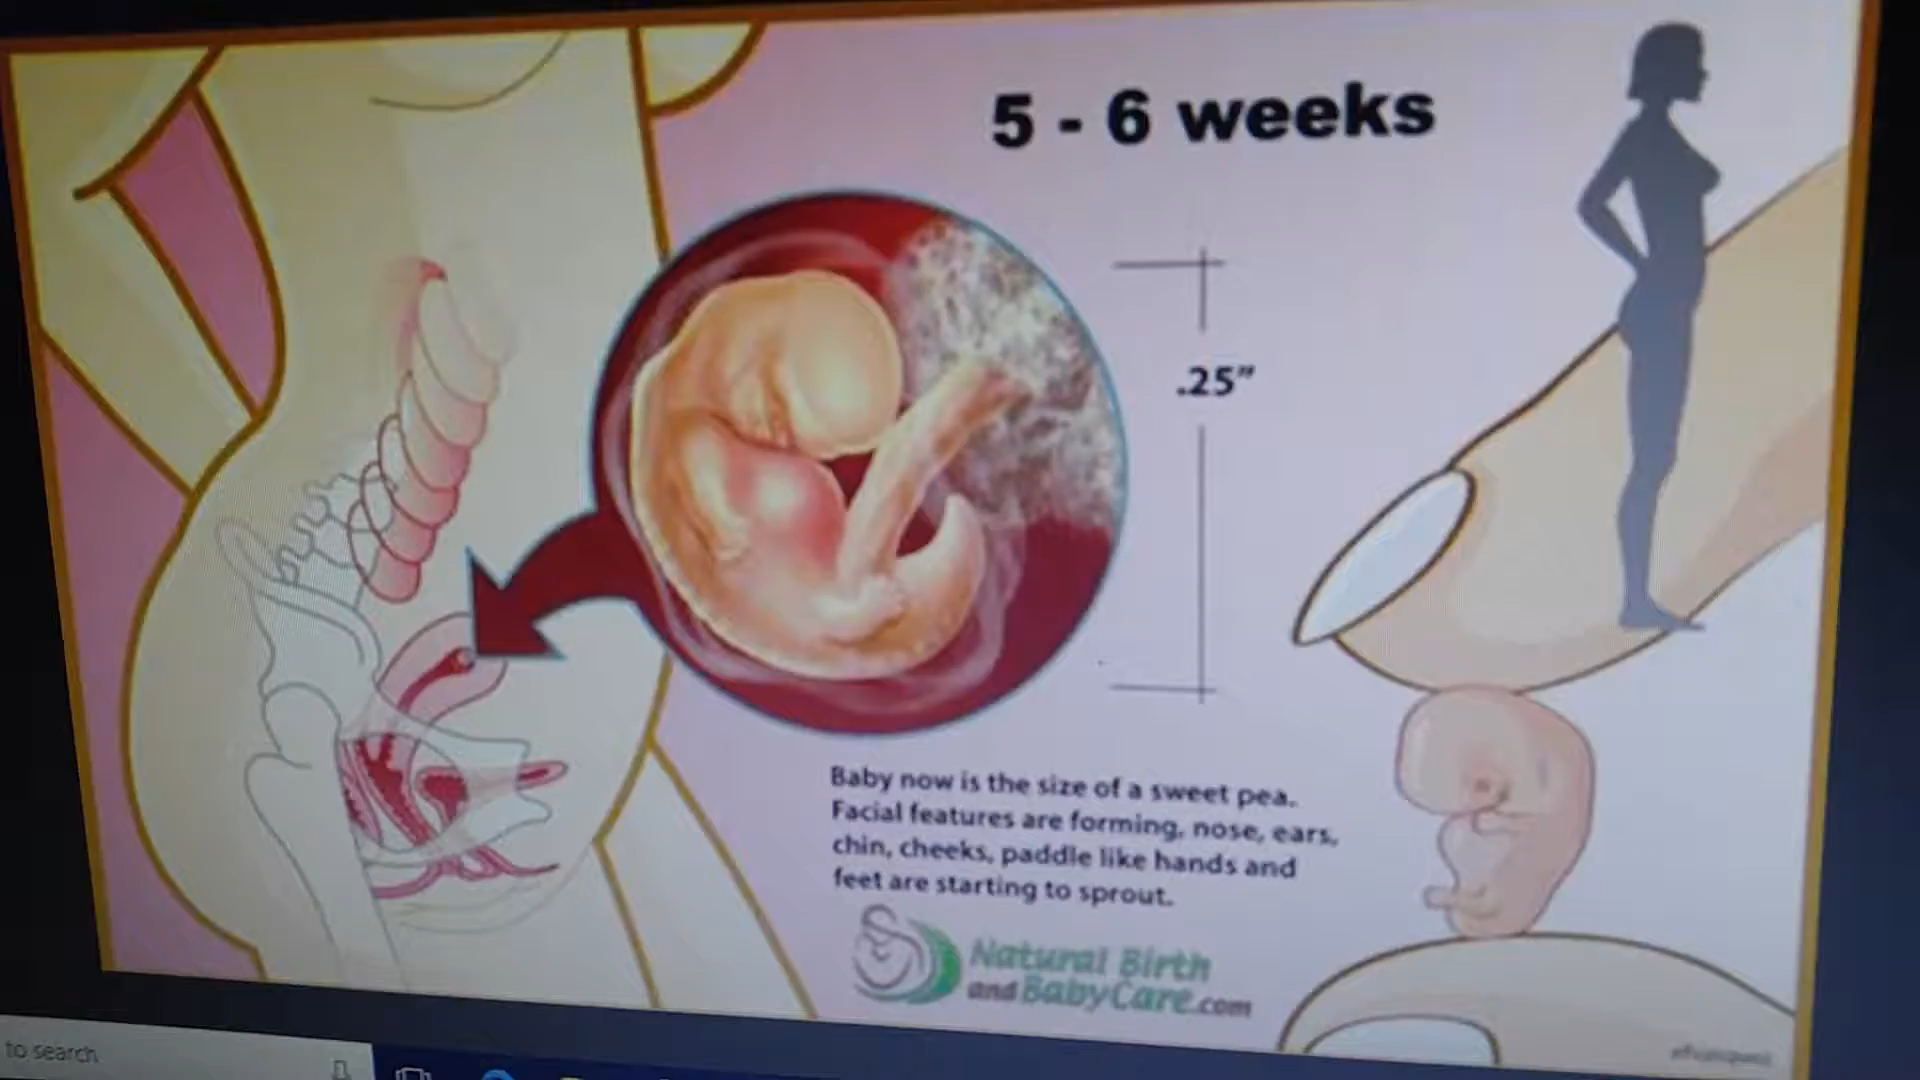 5 - 6 weeks
.25"
Baby now is the size of a sweet pea.
Facial features are forming, nose, ears,
chin, cheeks, paddle like hands and
feet are starting to sprout.
Natural Birth
and BabyCare.com
to search